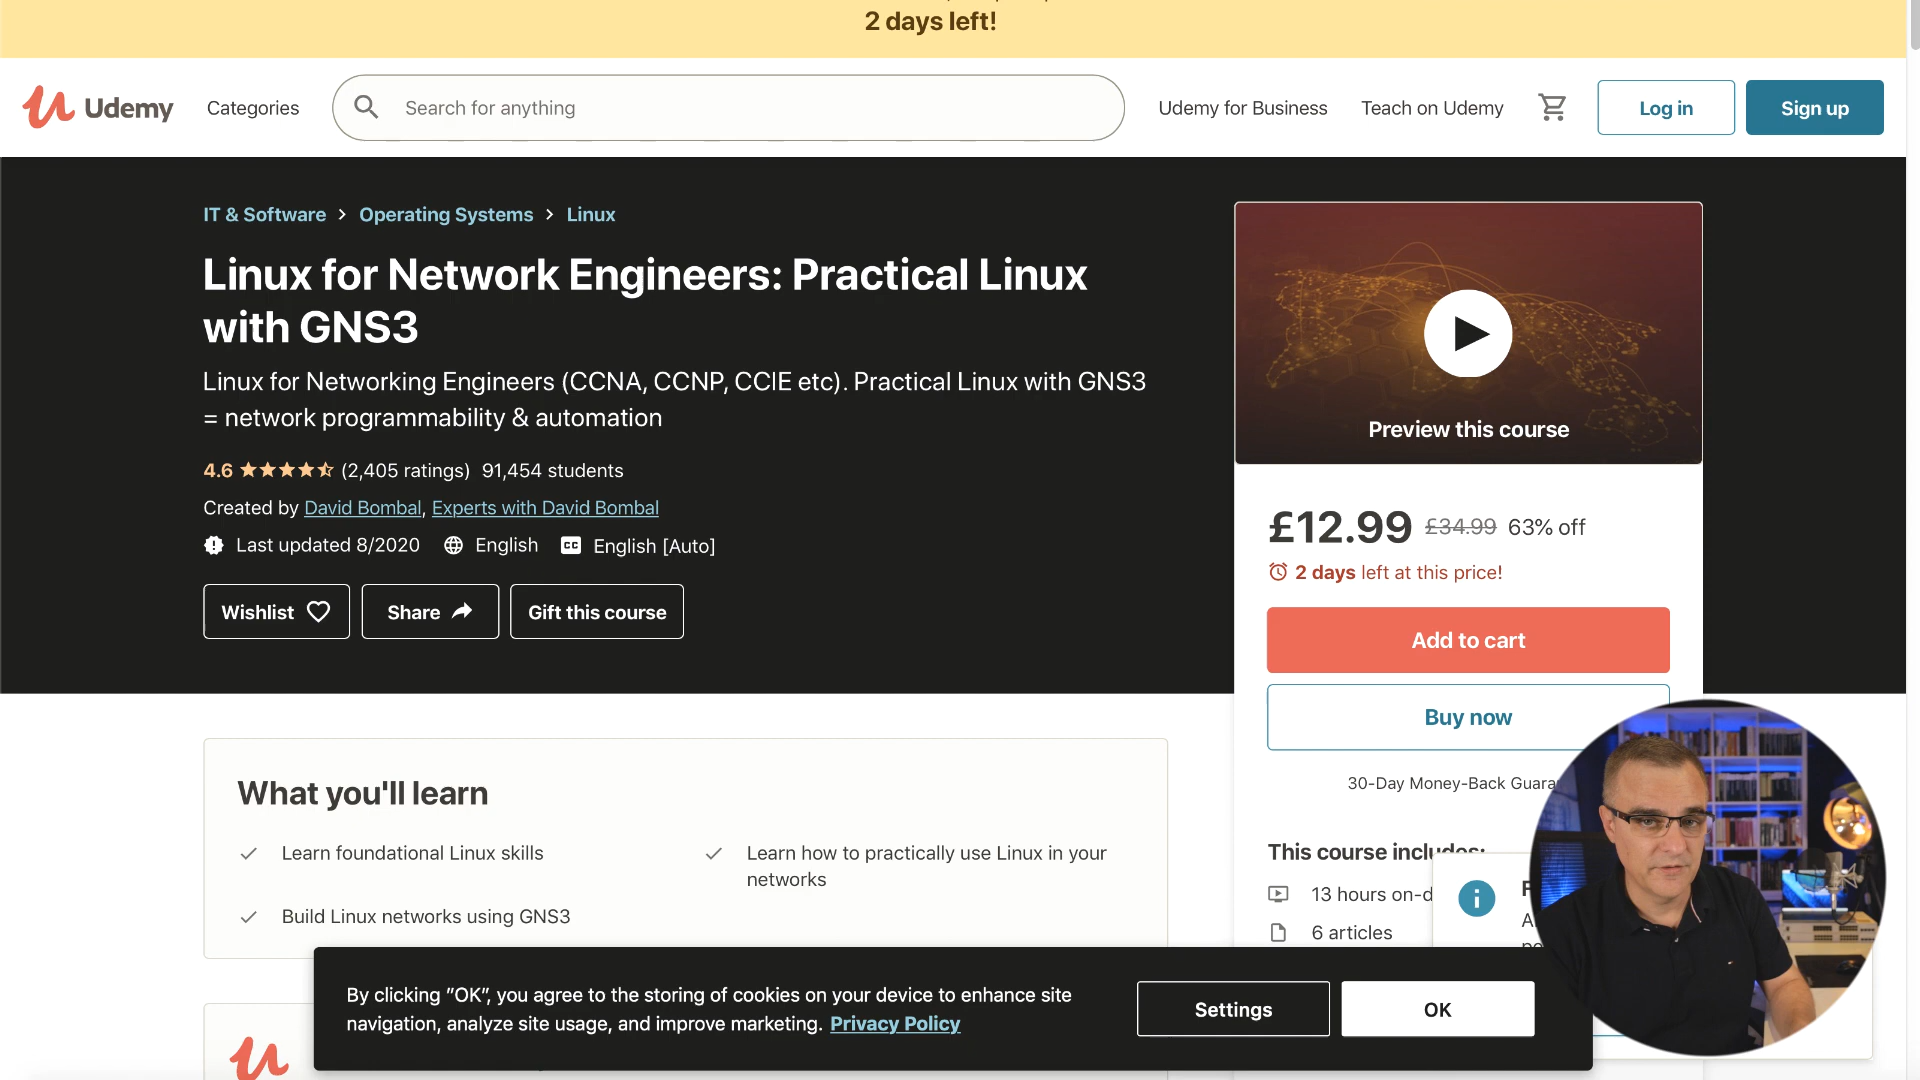 2 days left!
Udemy
Categories
Search for anything
Udemy for Business
Teach on Udemy
Log in
Sign up
IT & Software > Operating Systems > Linux
Linux for Network Engineers: Practical Linux
with GNS3
Linux for Networking Engineers (CCNA, CCNP, CCIE etc). Practical Linux with GNS3
= network programmability & automation
4.6 (2,405 ratings) 91,454 students
Created by David Bombal, Experts with David Bombal
Last updated 8/2020 English CC English [Auto]
Wishlist
Share
Gift this course
Preview this course
£12.99 £34.99 63% off
2 days left at this price!
Add to cart
Buy now
30-Day Money-Back
This course includes:
13 hours
6 articles
What you'll learn
Learn foundational Linux skills
Learn how to practically use Linux in your
networks
Build Linux networks using GNS3
By clicking "OK", you agree to the storing of cookies on your device to enhance site
navigation, analyze site usage, and improve marketing. Privacy Policy
Settings
OK